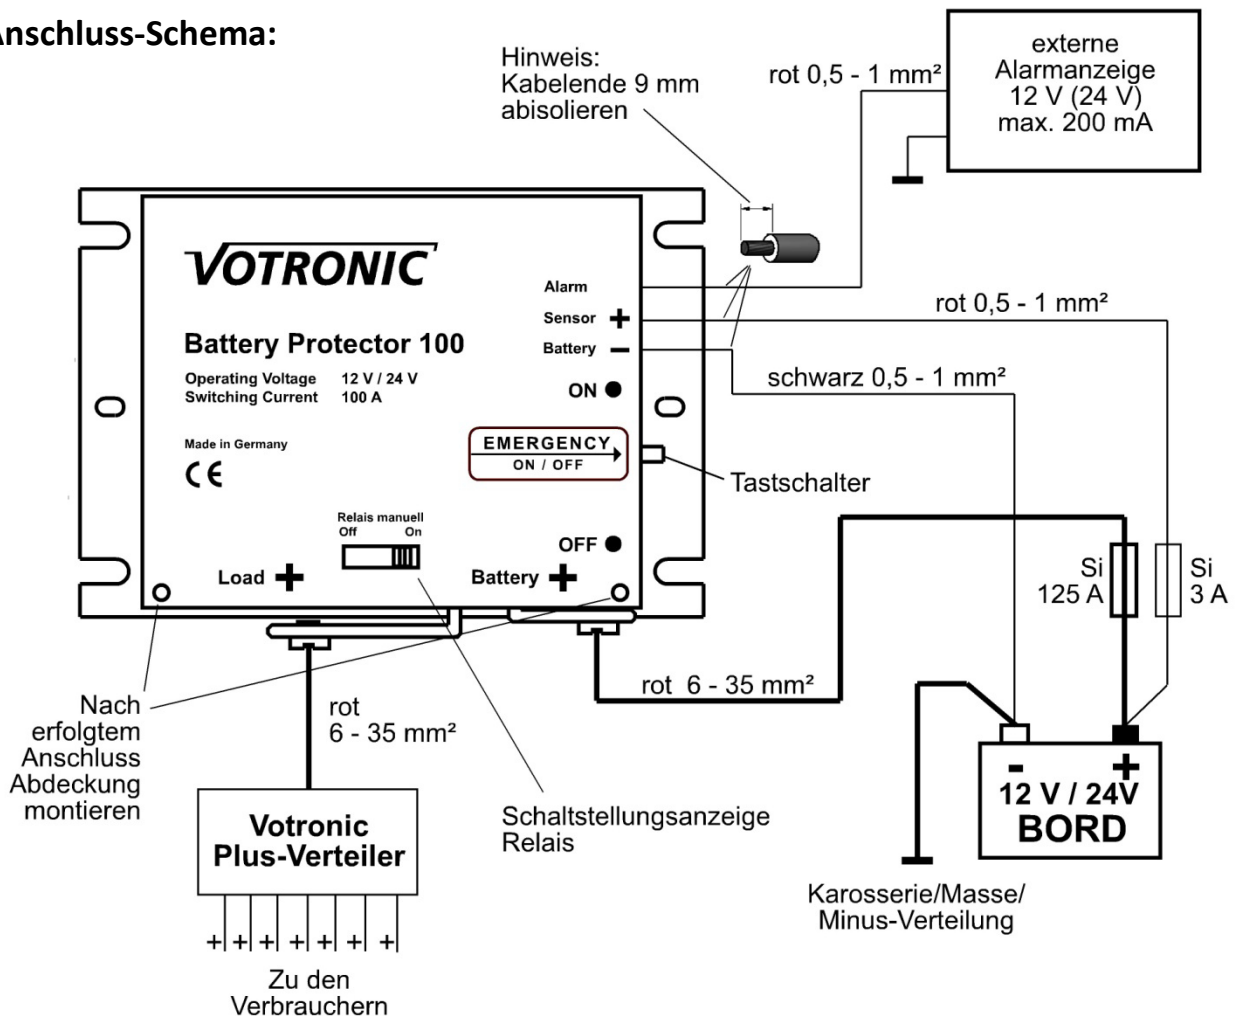 Anschluss-Schema:
Hinweis:
Kabelende 9 mm
abisolieren
rot 0,5 - 1 mm²
externe
Alarmanzeige
12 V (24 V)
max. 200 mA
VOTRONIC
Battery Protector 100
Operating Voltage 12 V / 24 V
Switching Current 100 A
Made in Germany
CE
Alarm
Sensor +
Battery −
ON
EMERGENCY
ON / OFF
OFF
Relais manuell
Off On
Load +
Battery +
rot 0,5 - 1 mm²
schwarz 0,5 - 1 mm²
Tastschalter
Si
125 A
Si
3 A
rot 6 - 35 mm²
Nach
erfolgtem
Anschluss
Abdeckung
montieren
rot
6 - 35 mm²
Votronic
Plus-Verteiler
+ + + + + + +
Zu den
Verbrauchern
Schaltstellungsanzeige
Relais
- +
12 V / 24V
BORD
Karosserie/Masse/
Minus-Verteilung